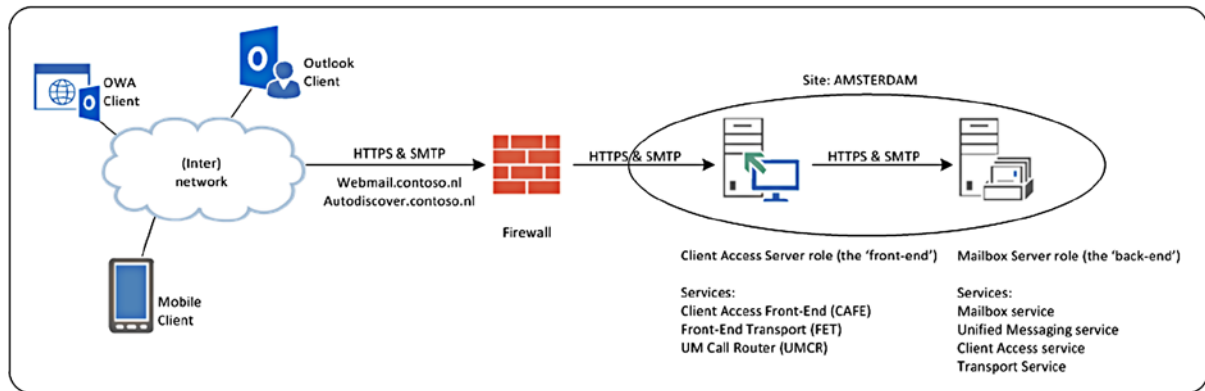 OWA
Client
Outlook
Client
(Inter)
network
Mobile
Client
HTTPS & SMTP
Webmail.contoso.nl
Autodiscover.contoso.nl
Firewall
HTTPS & SMTP
Site: AMSTERDAM
HTTPS & SMTP
Client Access Server role (the ‘front-end’)
Services:
Client Access Front-End (CAFE)
Front-End Transport (FET)
UM Call Router (UMCR)
Mailbox Server role (the ‘back-end’)
Services:
Mailbox service
Unified Messaging service
Client Access service
Transport Service